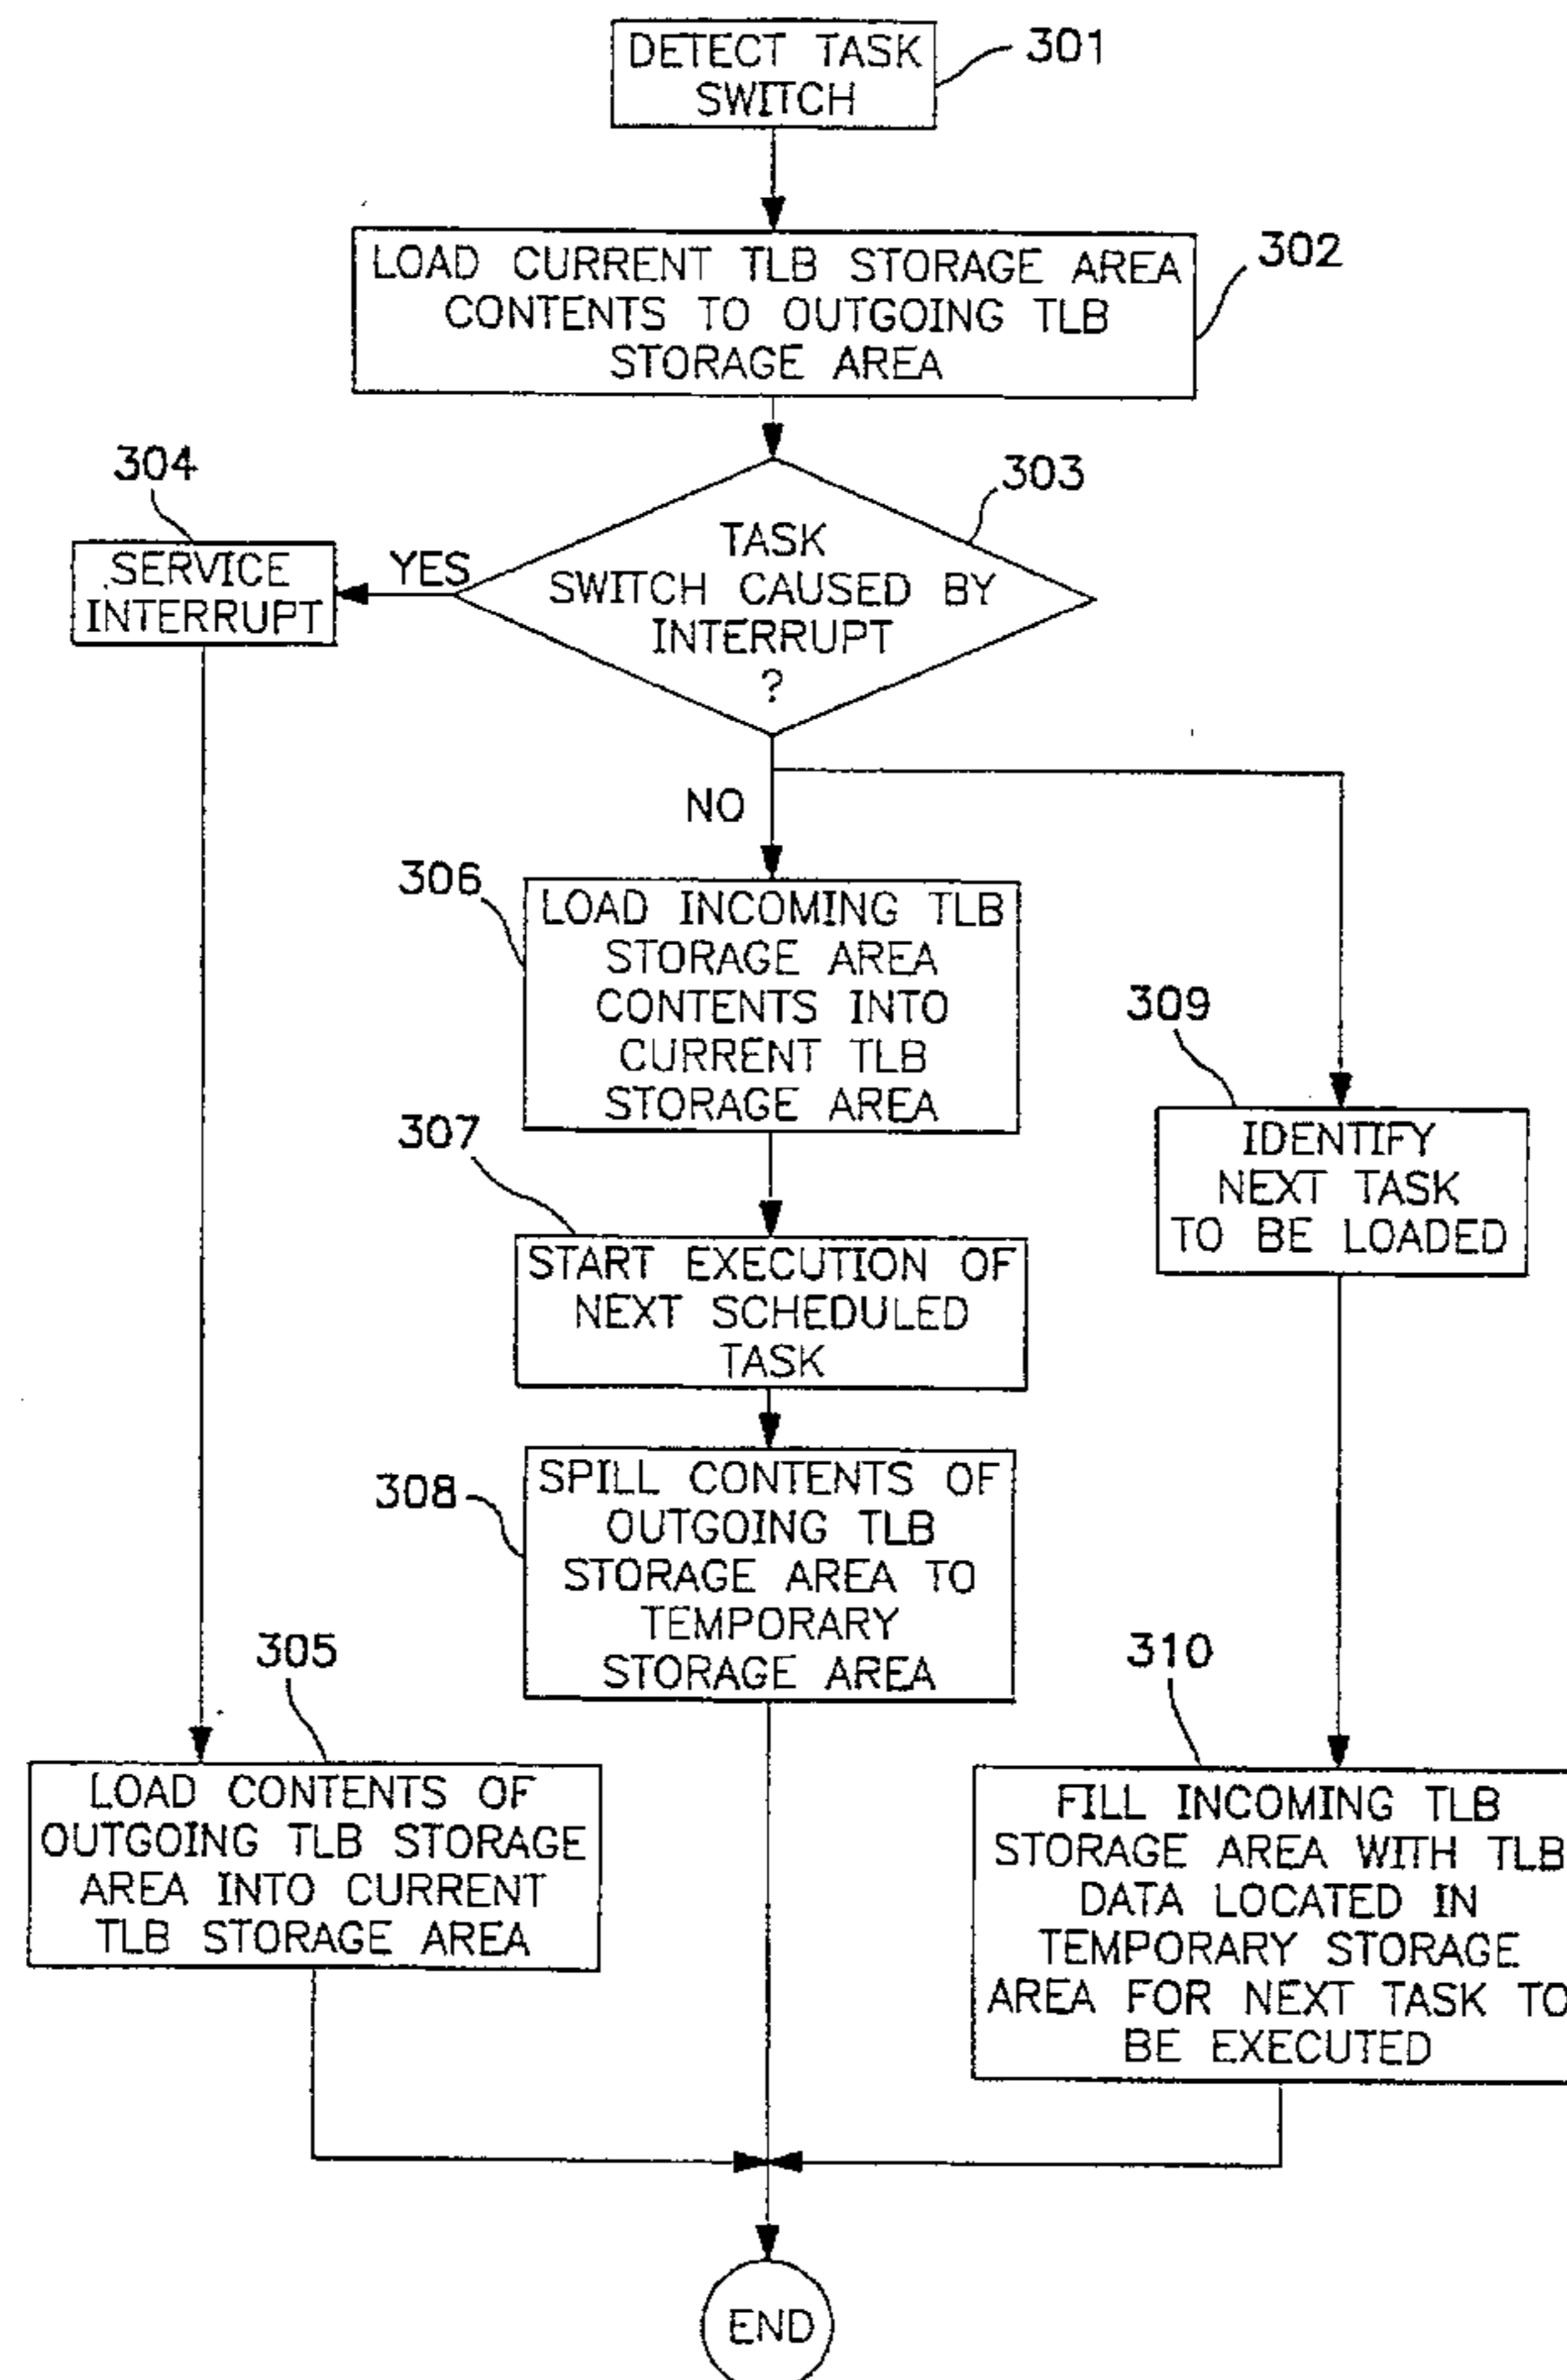 DETECT TASK
SWITCH
301
LOAD CURRENT TLB STORAGE AREA
CONTENTS TO OUTGOING TLB
STORAGE AREA
302
303
TASK
SWITCH CAUSED BY
INTERRUPT
?
YES
304
SERVICE
INTERRUPT
NO
306
LOAD INCOMING TLB
STORAGE AREA
CONTENTS INTO
CURRENT TLB
STORAGE AREA
309
IDENTIFY
NEXT TASK
TO BE LOADED
307
START EXECUTION OF
NEXT SCHEDULED
TASK
308
SPILL CONTENTS OF
OUTGOING TLB
STORAGE AREA TO
TEMPORARY
STORAGE AREA
305
LOAD CONTENTS OF
OUTGOING TLB STORAGE
AREA INTO CURRENT
TLB STORAGE AREA
310
FILL INCOMING TLB
STORAGE AREA WITH TLB
DATA LOCATED IN
TEMPORARY STORAGE
AREA FOR NEXT TASK TO
BE EXECUTED
END